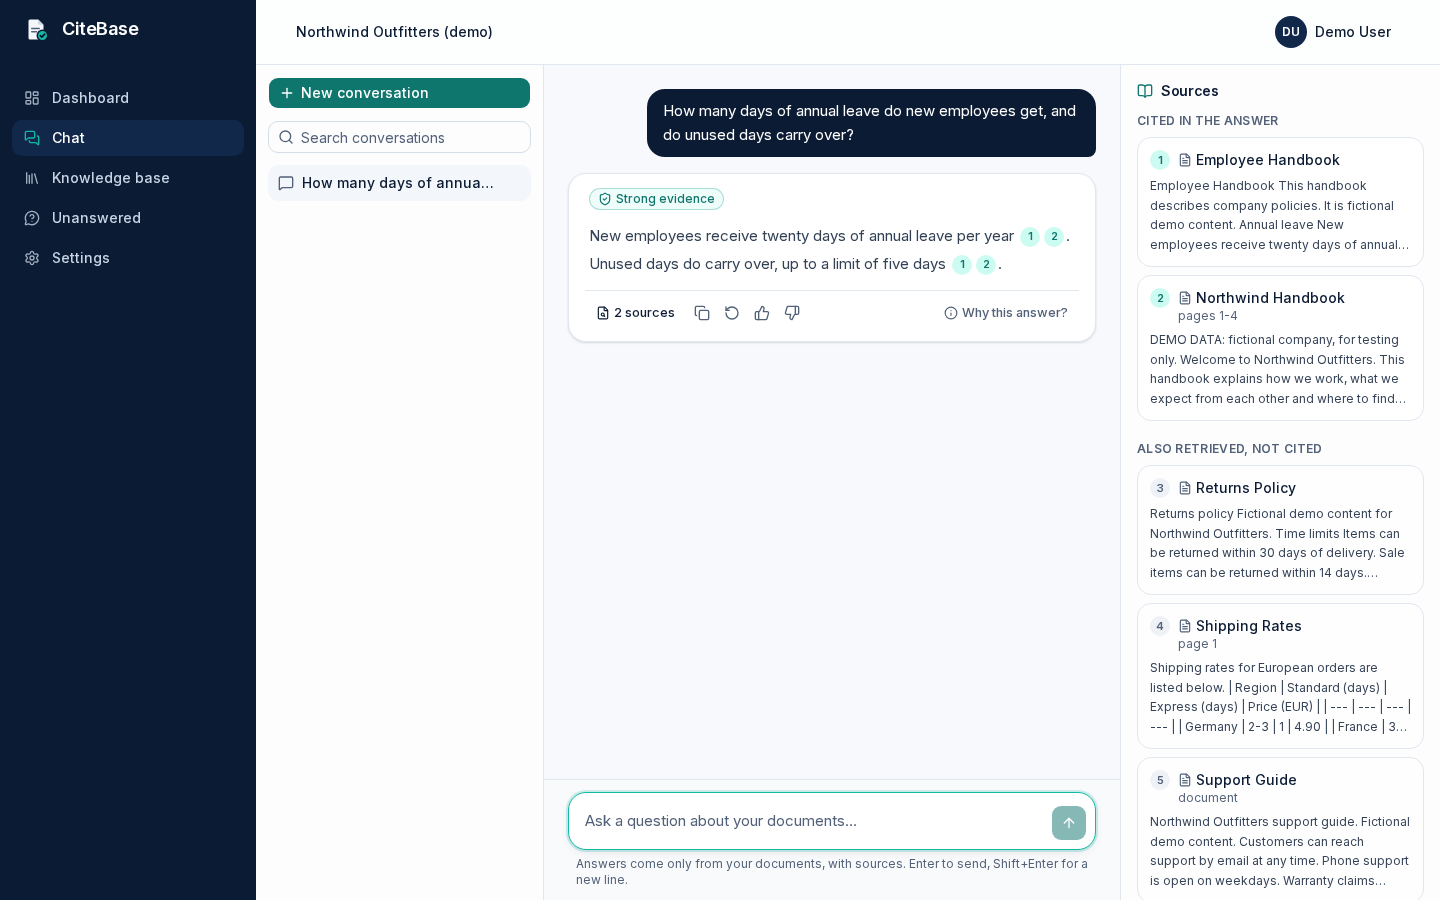 CiteBase
Dashboard
Chat
Knowledge base
Unanswered
Settings
Northwind Outfitters (demo)
DU
Demo User
New conversation
Search conversations
How many days of annua...
How many days of annual leave do new employees get, and
do unused days carry over?
Strong evidence
New employees receive twenty days of annual leave per year 1 2 .
Unused days do carry over, up to a limit of five days 1 2 .
2 sources
Why this answer?
Ask a question about your documents...
Answers come only from your documents, with sources. Enter to send, Shift+Enter for a
new line.
Sources
CITED IN THE ANSWER
1 Employee Handbook
Employee Handbook This handbook
describes company policies. It is fictional
demo content. Annual leave New
employees receive twenty days of annual...
2 Northwind Handbook
pages 1-4
DEMO DATA: fictional company, for testing
only. Welcome to Northwind Outfitters. This
handbook explains how we work, what we
expect from each other and where to find...
ALSO RETRIEVED, NOT CITED
3 Returns Policy
Returns policy Fictional demo content for
Northwind Outfitters. Time limits Items can
be returned within 30 days of delivery. Sale
items can be returned within 14 days....
4 Shipping Rates
page 1
Shipping rates for European orders are
listed below. | Region | Standard (days) |
Express (days) | Price (EUR) | | --- | --- | --- |
--- | | Germany | 2-3 | 1 | 4.90 | | France | 3...
5 Support Guide
document
Northwind Outfitters support guide. Fictional
demo content. Customers can reach
support by email at any time. Phone support
is open on weekdays. Warranty claims...